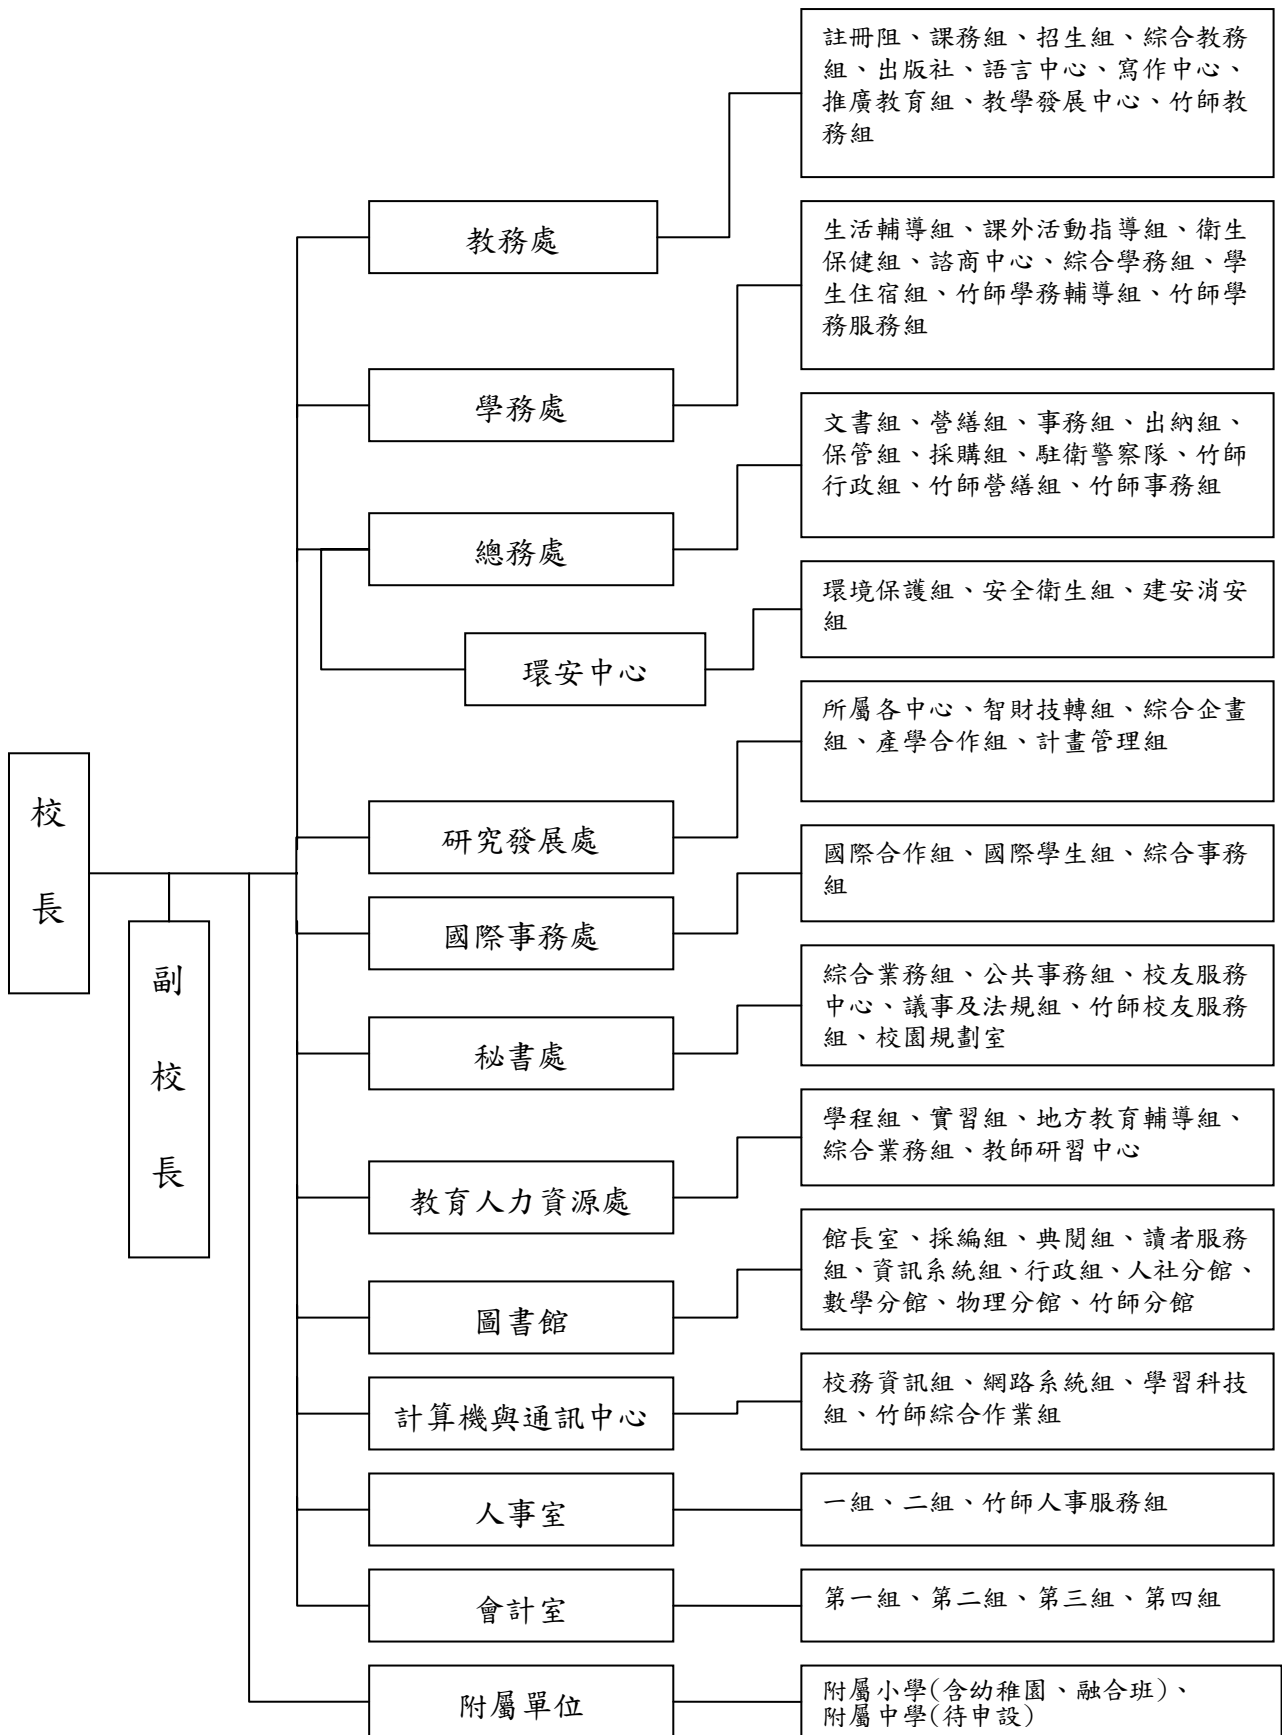 註冊阻、課務組、招生組、綜合教務
組、出版社、語言中心、寫作中心、
推廣教育組、教學發展中心、竹師教
務組
教務處
生活輔導組、課外活動指導組、衛生
保健組、諮商中心、綜合學務組、學
生住宿組、竹師學務輔導組、竹師學
務服務組
學務處
文書組、營繕組、事務組、出納組、
保管組、採購組、駐衛警察隊、竹師
行政組、竹師營繕組、竹師事務組
總務處
環境保護組、安全衛生組、建安消安
組
環安中心
所屬各中心、智財技轉組、綜合企畫
組、產學合作組、計畫管理組
研究發展處
校
長
國際合作組、國際學生組、綜合事務
組
國際事務處
副
校
長
綜合業務組、公共事務組、校友服務
中心、議事及法規組、竹師校友服務
組、校園規劃室
秘書處
學程組、實習組、地方教育輔導組、
綜合業務組、教師研習中心
教育人力資源處
館長室、採編組、典閱組、讀者服務
組、資訊系統組、行政組、人社分館、
數學分館、物理分館、竹師分館
圖書館
校務資訊組、網路系統組、學習科技
組、竹師綜合作業組
計算機與通訊中心
人事室
一組、二組、竹師人事服務組
會計室
第一組、第二組、第三組、第四組
附屬單位
附屬小學(含幼稚園、融合班)、
附屬中學(待申設)